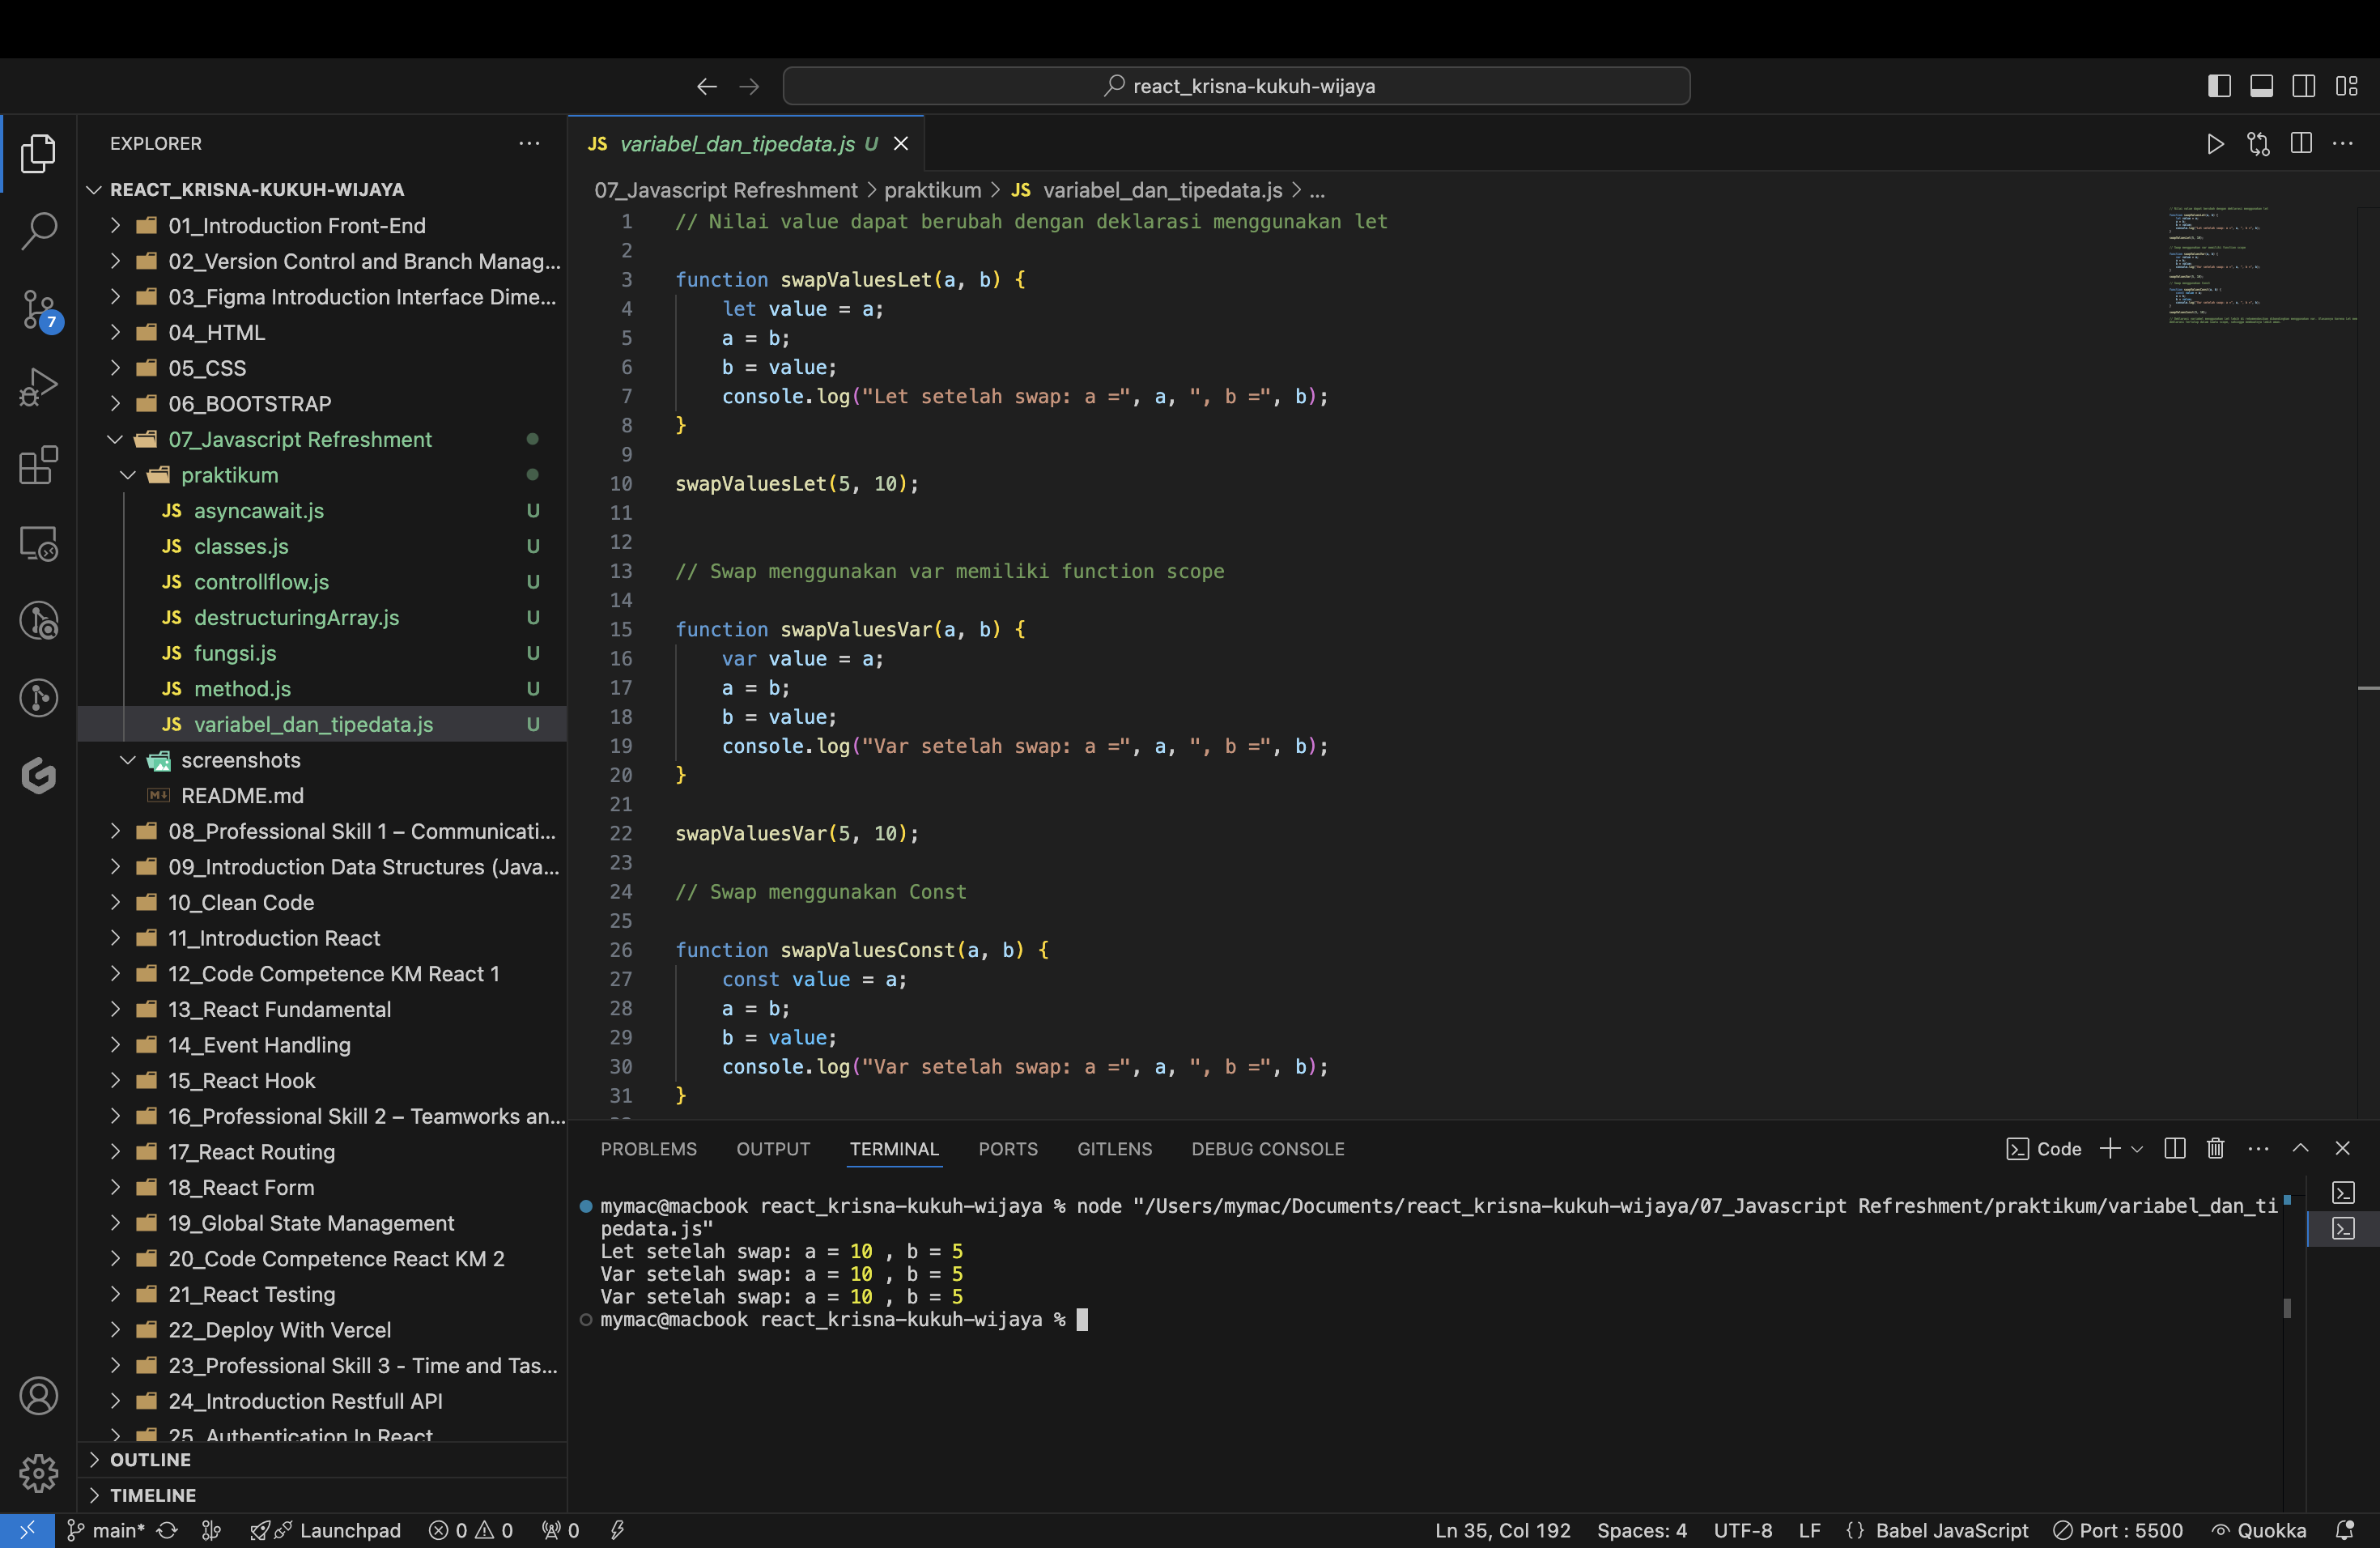 react_krisna-kukuh-wijaya
EXPLORER
REACT_KRISNA-KUKUH-WIJAYA
01_Introduction Front-End
02_Version Control and Branch Manag...
03_Figma Introduction Interface Dime...
04_HTML
05_CSS
06_BOOTSTRAP
07_Javascript Refreshment
praktikum
JS asyncawait.js U
JS classes.js U
JS controllflow.js U
JS destructuringArray.js U
JS fungsi.js U
JS method.js U
JS variabel_dan_tipedata.js U
screenshots
README.md
08_Professional Skill 1 – Communicati...
09_Introduction Data Structures (Java...
10_Clean Code
11_Introduction React
12_Code Competence KM React 1
13_React Fundamental
14_Event Handling
15_React Hook
16_Professional Skill 2 – Teamworks an...
17_React Routing
18_React Form
19_Global State Management
20_Code Competence React KM 2
21_React Testing
22_Deploy With Vercel
23_Professional Skill 3 - Time and Tas...
24_Introduction Restfull API
25_Authentication In React
OUTLINE
TIMELINE
7
JS variabel_dan_tipedata.js U
07_Javascript Refreshment > praktikum > JS variabel_dan_tipedata.js > ...
1 // Nilai value dapat berubah dengan deklarasi menggunakan let
2
3 function swapValuesLet(a, b) {
4 let value = a;
5 a = b;
6 b = value;
7 console.log("Let setelah swap: a =", a, ", b =", b);
8 }
9
10 swapValuesLet(5, 10);
11
12
13 // Swap menggunakan var memiliki function scope
14
15 function swapValuesVar(a, b) {
16 var value = a;
17 a = b;
18 b = value;
19 console.log("Var setelah swap: a =", a, ", b =", b);
20 }
21
22 swapValuesVar(5, 10);
23
24 // Swap menggunakan Const
25
26 function swapValuesConst(a, b) {
27 const value = a;
28 a = b;
29 b = value;
30 console.log("Var setelah swap: a =", a, ", b =", b);
31 }
PROBLEMS OUTPUT TERMINAL PORTS GITLENS DEBUG CONSOLE
Code
mymac@macbook react_krisna-kukuh-wijaya % node "/Users/mymac/Documents/react_krisna-kukuh-wijaya/07_Javascript Refreshment/praktikum/variabel_dan_ti
pedata.js"
Let setelah swap: a = 10 , b = 5
Var setelah swap: a = 10 , b = 5
Var setelah swap: a = 10 , b = 5
mymac@macbook react_krisna-kukuh-wijaya %
main* Launchpad 0 0 0 Ln 35, Col 192 Spaces: 4 UTF-8 LF {} Babel JavaScript Port : 5500 Quokka